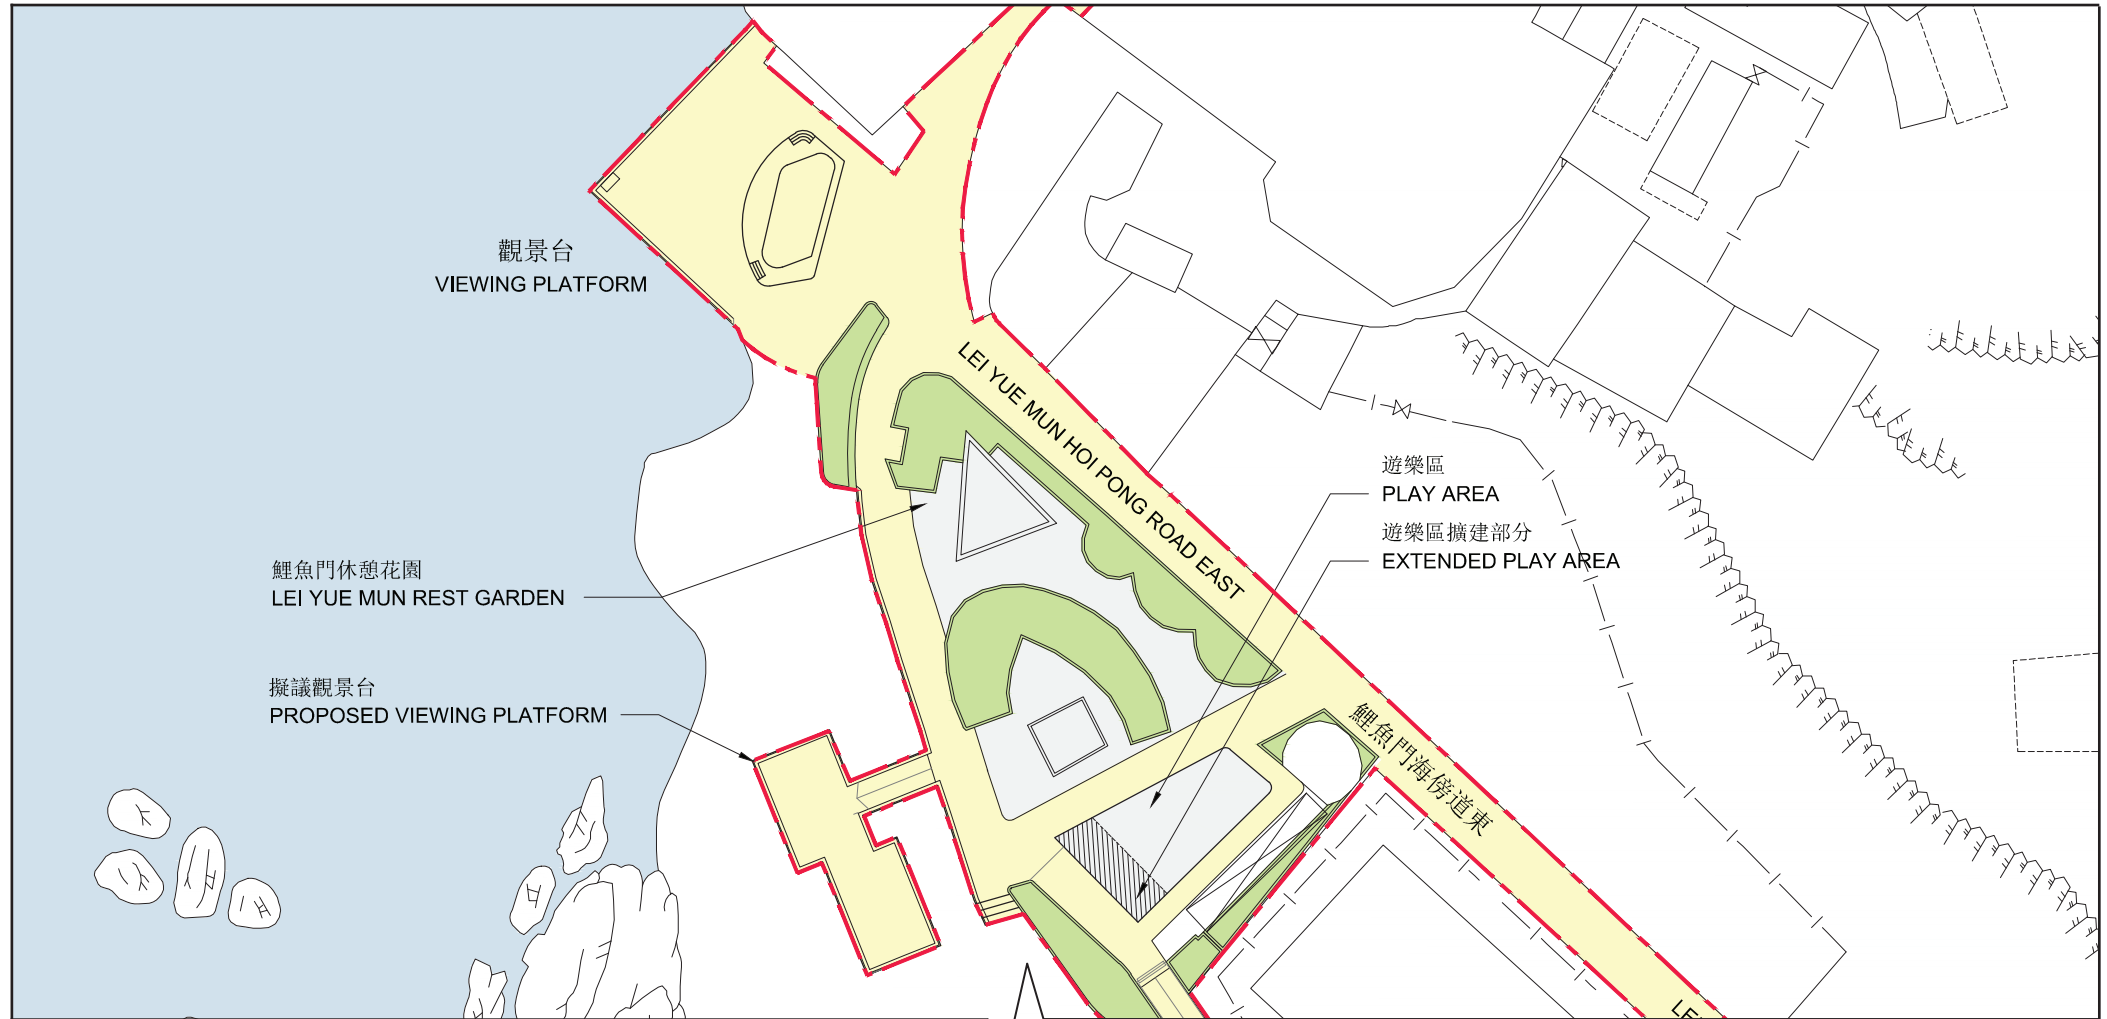 觀景台
VIEWING PLATFORM
LEI YUE MUN HOI PONG ROAD EAST
遊樂區
PLAY AREA
遊樂區擴建部分
EXTENDED PLAY AREA
鯉魚門休憩花園
LEI YUE MUN REST GARDEN
擬議觀景台
PROPOSED VIEWING PLATFORM
鯉魚門海傍道東